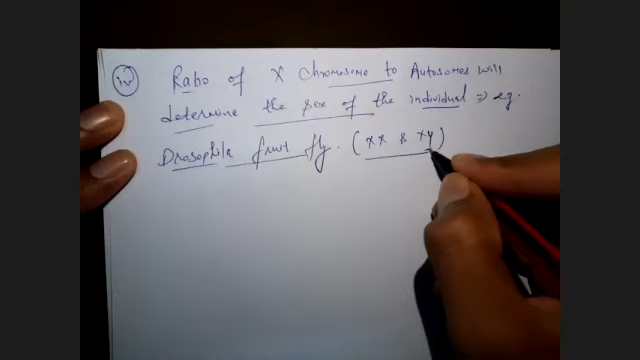 (iv) Ratio of X Chromosome to Autosomes will
determine the sex of the individual ⇒ eg.
Drosophila fruit fly. (XX & XY)